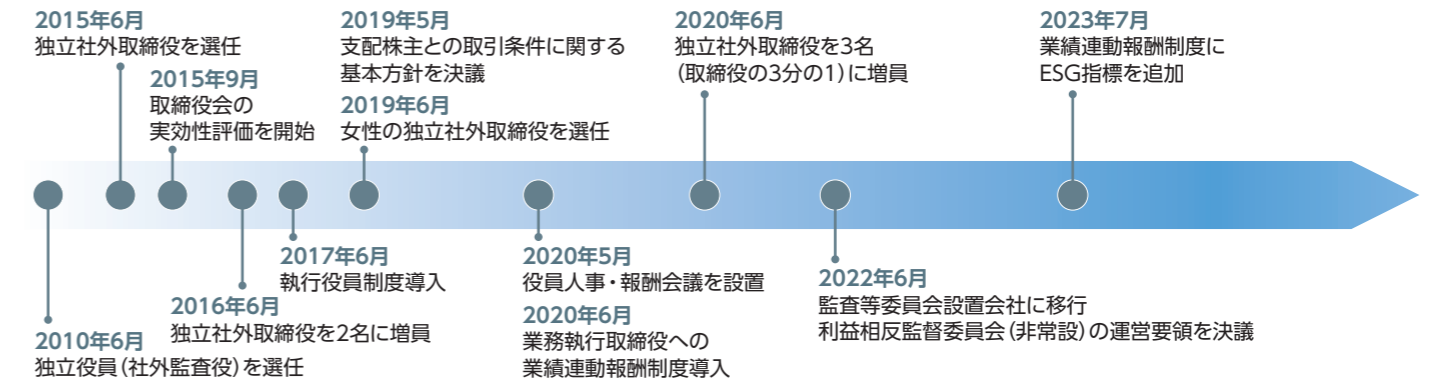 2015年6月
独立社外取締役を選任
2015年9月
取締役会の
実効性評価を開始
2019年5月
支配株主との取引条件に関する
基本方針を決議
2019年6月
女性の独立社外取締役を選任
2020年6月
独立社外取締役を3名
（取締役の3分の1）に増員
2023年7月
業績連動報酬制度に
ESG指標を追加
2010年6月
独立役員（社外監査役）を選任
2016年6月
独立社外取締役を2名に増員
2017年6月
執行役員制度導入
2020年5月
役員人事・報酬会議を設置
2020年6月
業務執行取締役への
業績連動報酬制度導入
2022年6月
監査等委員会設置会社に移行
利益相反監督委員会（非常設）の運営要領を決議